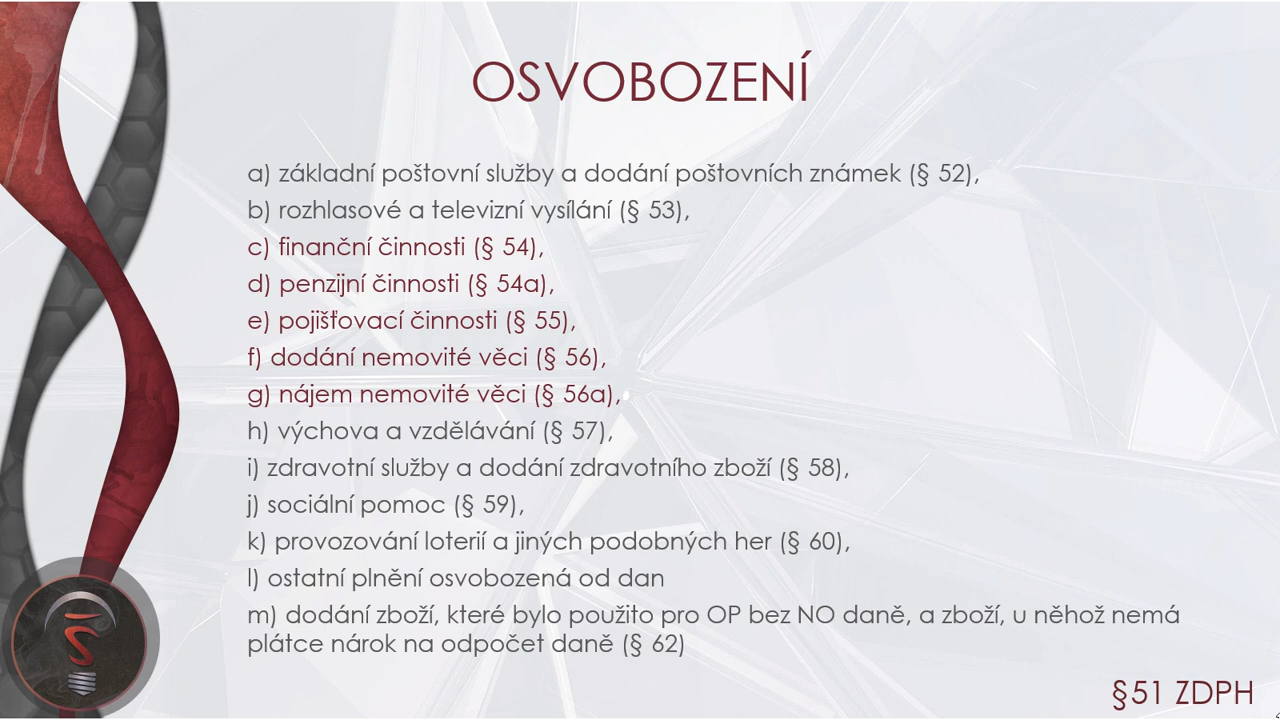 OSVOBOZENÍ
a) základní poštovní služby a dodání poštovních známek (§ 52),
b) rozhlasové a televizní vysílání (§ 53),
c) finanční činnosti (§ 54),
d) penzijní činnosti (§ 54a),
e) pojišťovací činnosti (§ 55),
f) dodání nemovité věci (§ 56),
g) nájem nemovité věci (§ 56a),
h) výchova a vzdělávání (§ 57),
i) zdravotní služby a dodání zdravotního zboží (§ 58),
j) sociální pomoc (§ 59),
k) provozování loterií a jiných podobných her (§ 60),
l) ostatní plnění osvobozená od dan
m) dodání zboží, které bylo použito pro OP bez NO daně, a zboží, u něhož nemá
plátce nárok na odpočet daně (§ 62)
§51 ZDPH